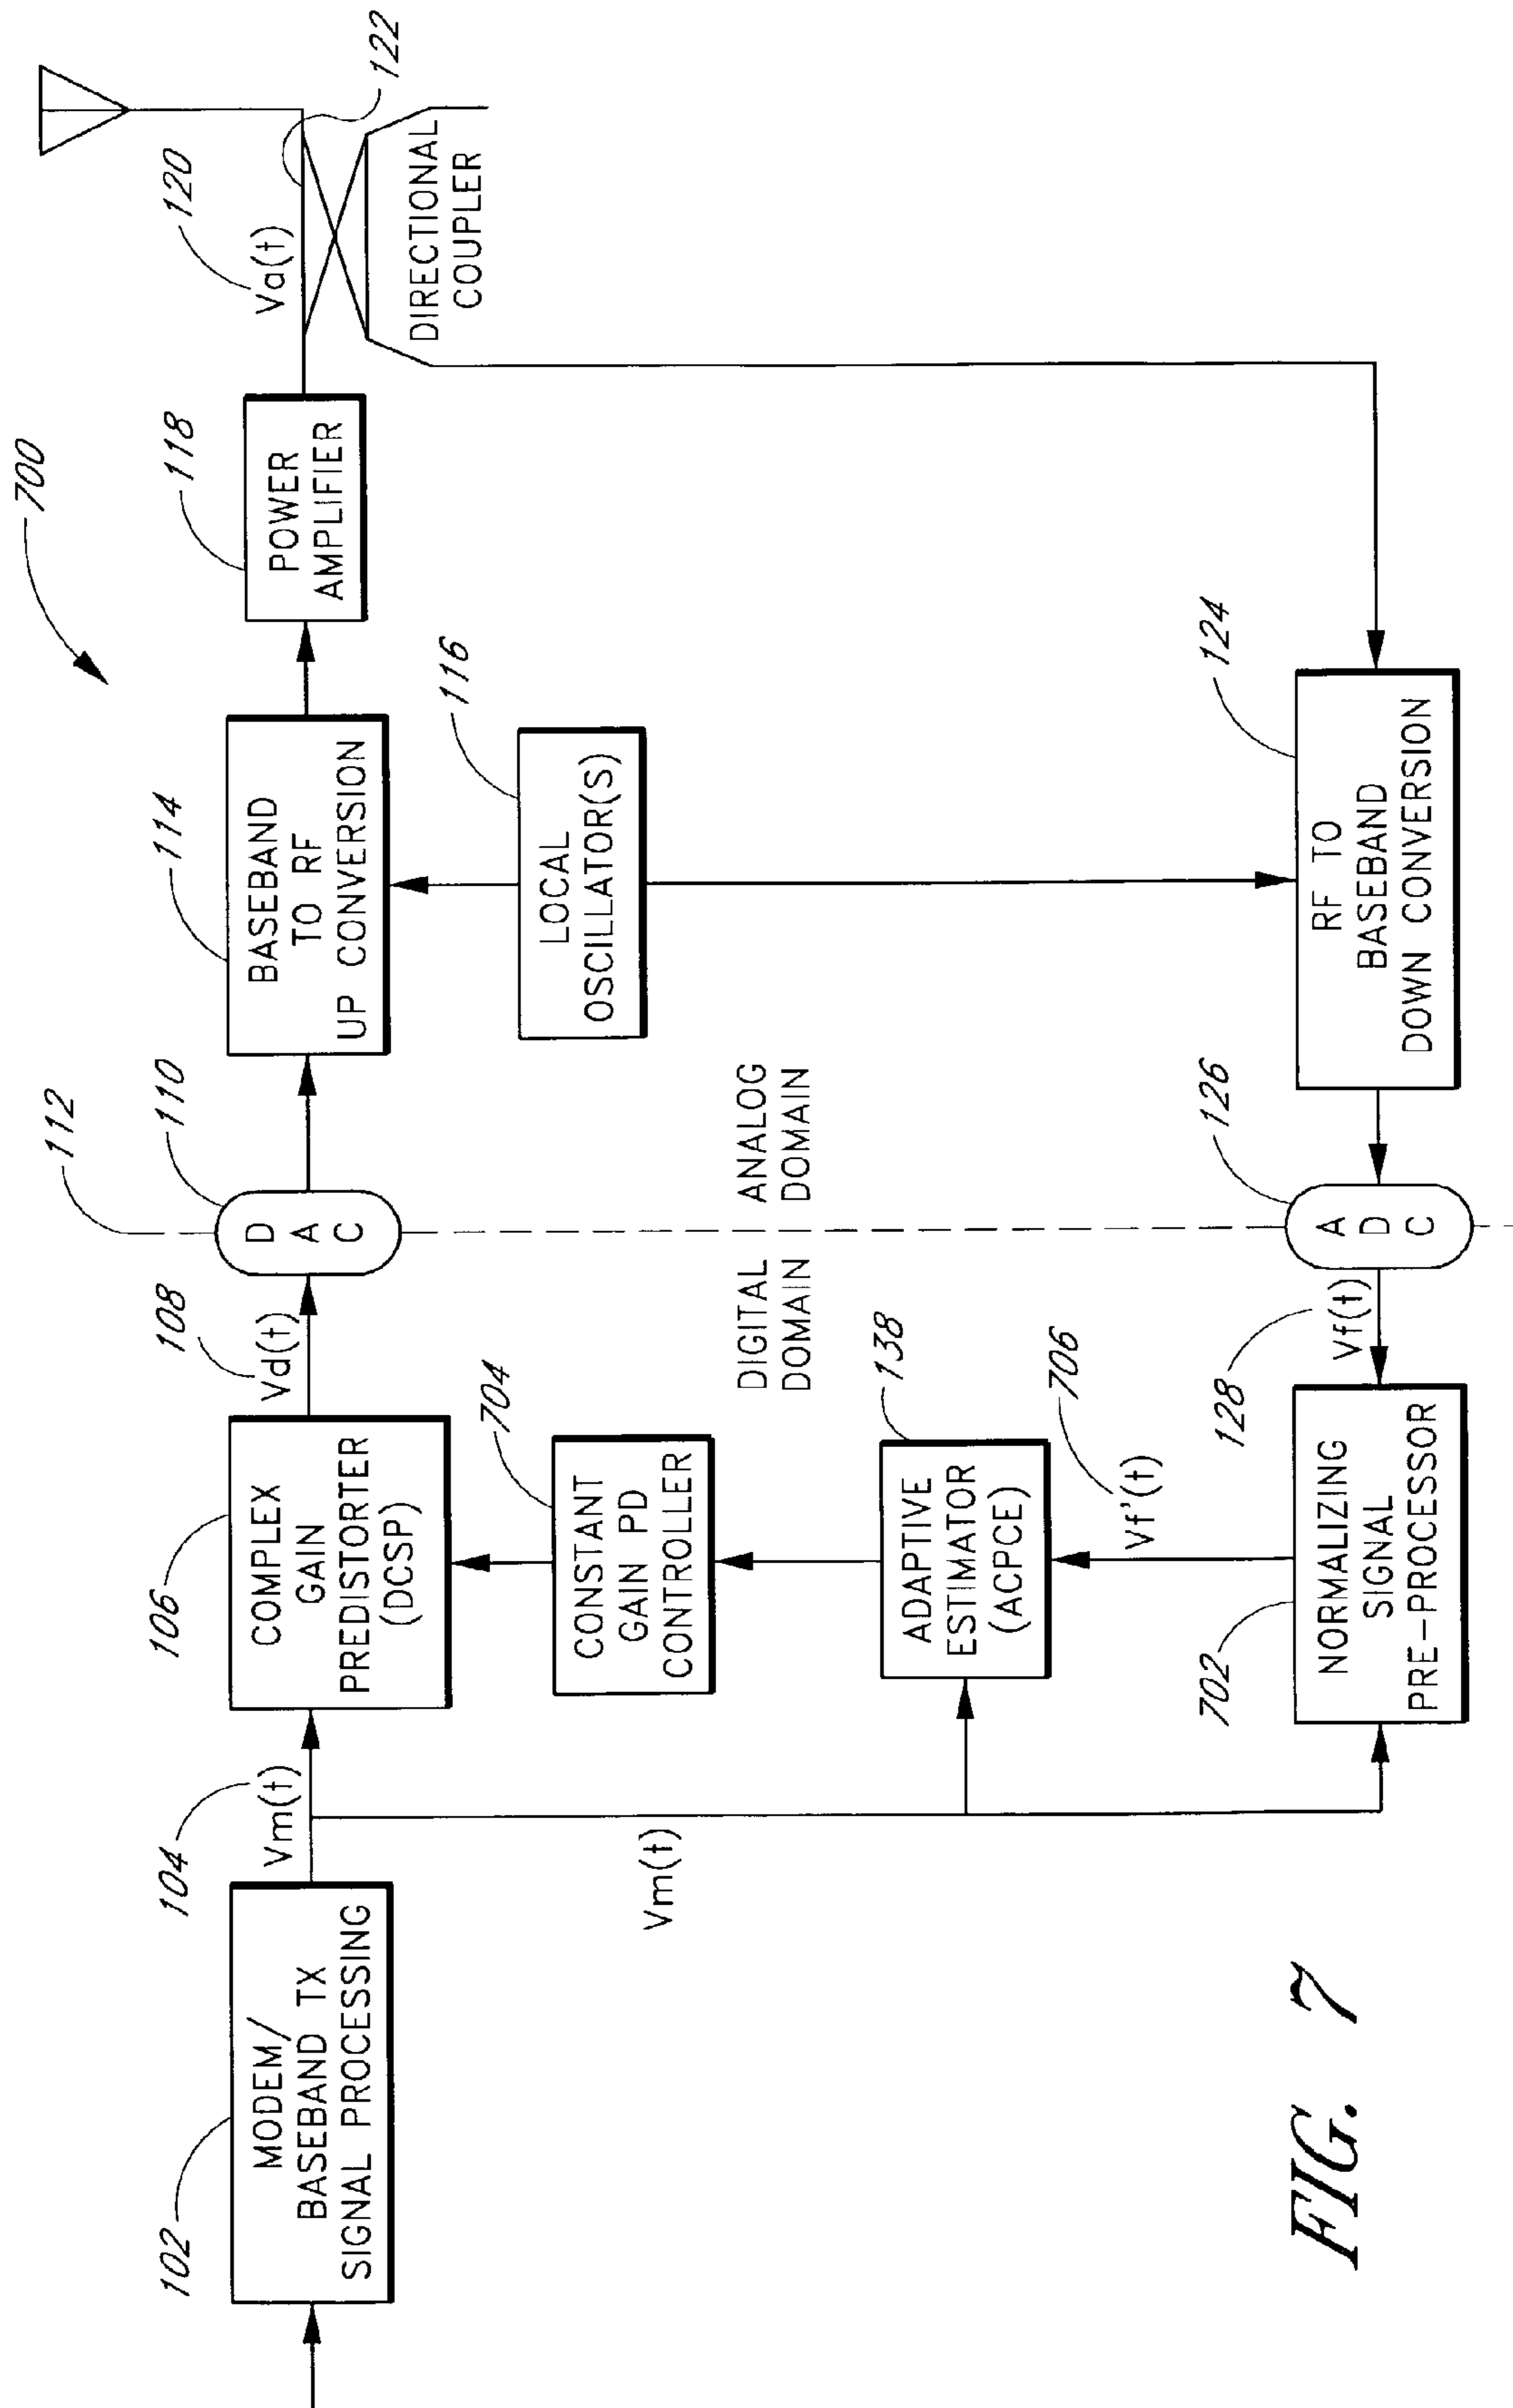 700
120
Va(t)
122
DIRECTIONAL
COUPLER
118
POWER
AMPLIFIER
114
BASEBAND
TO RF
UP CONVERSION
116
LOCAL
OSCILLATOR(S)
112
110
D
A
C
108
Vd(t)
106
COMPLEX
GAIN
PREDISTORTER
(DCSP)
104
Vm(t)
102
MODEM/
BASEBAND TX
SIGNAL PROCESSING
704
CONSTANT
GAIN PD
CONTROLLER
DIGITAL
DOMAIN
ANALOG
DOMAIN
138
ADAPTIVE
ESTIMATOR
(ACPCE)
706
Vf'(t)
Vm(t)
702
NORMALIZING
SIGNAL
PRE-PROCESSOR
128
Vf(t)
126
A
D
C
124
RF TO
BASEBAND
DOWN CONVERSION
FIG. 7